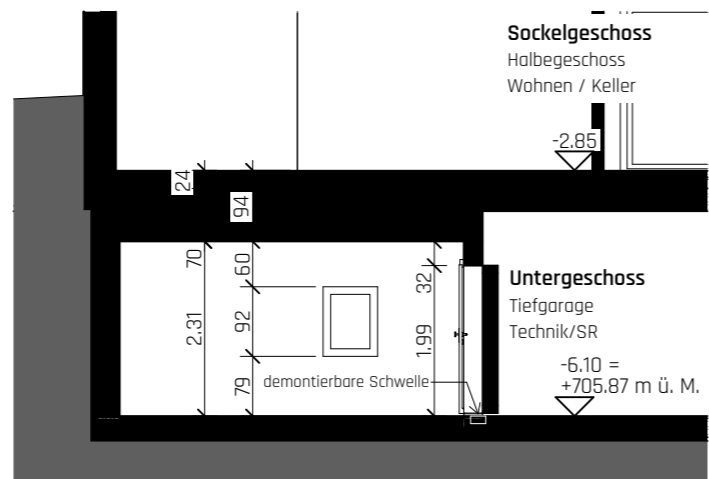 Sockelgeschoss
Halbegeschoss
Wohnen / Keller
-2.85
24
94
70
60
32
Untergeschoss
Tiefgarage
Technik/SR
2.31
92
1.99
-6.10 =
+705.87 m ü. M.
79
demontierbare Schwelle